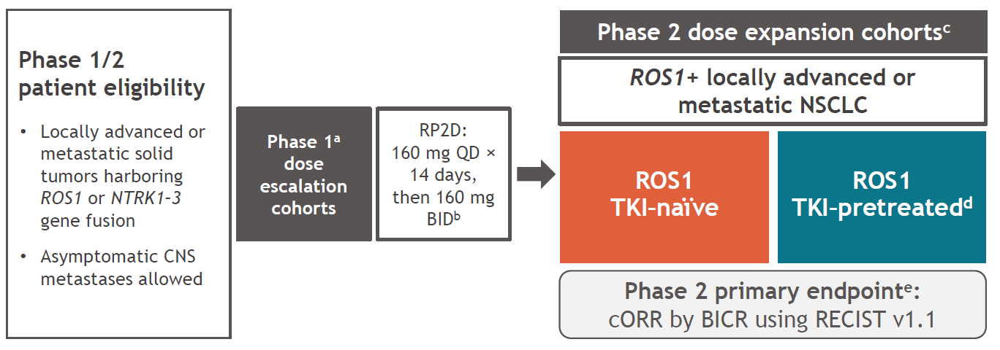 Phase 1/2
patient eligibility
• Locally advanced or
metastatic solid
tumors harboring
ROS1 or NTRK1–3
gene fusion
• Asymptomatic CNS
metastases allowed
Phase 1a
dose
escalation
cohorts
RP2D:
160 mg QD ×
14 days,
then 160 mg
BIDb
Phase 2 dose expansion cohortsc
ROS1+ locally advanced or
metastatic NSCLC
ROS1
TKI–naïve
ROS1
TKI–pretreatedd
Phase 2 primary endpointe:
cORR by BICR using RECIST v1.1